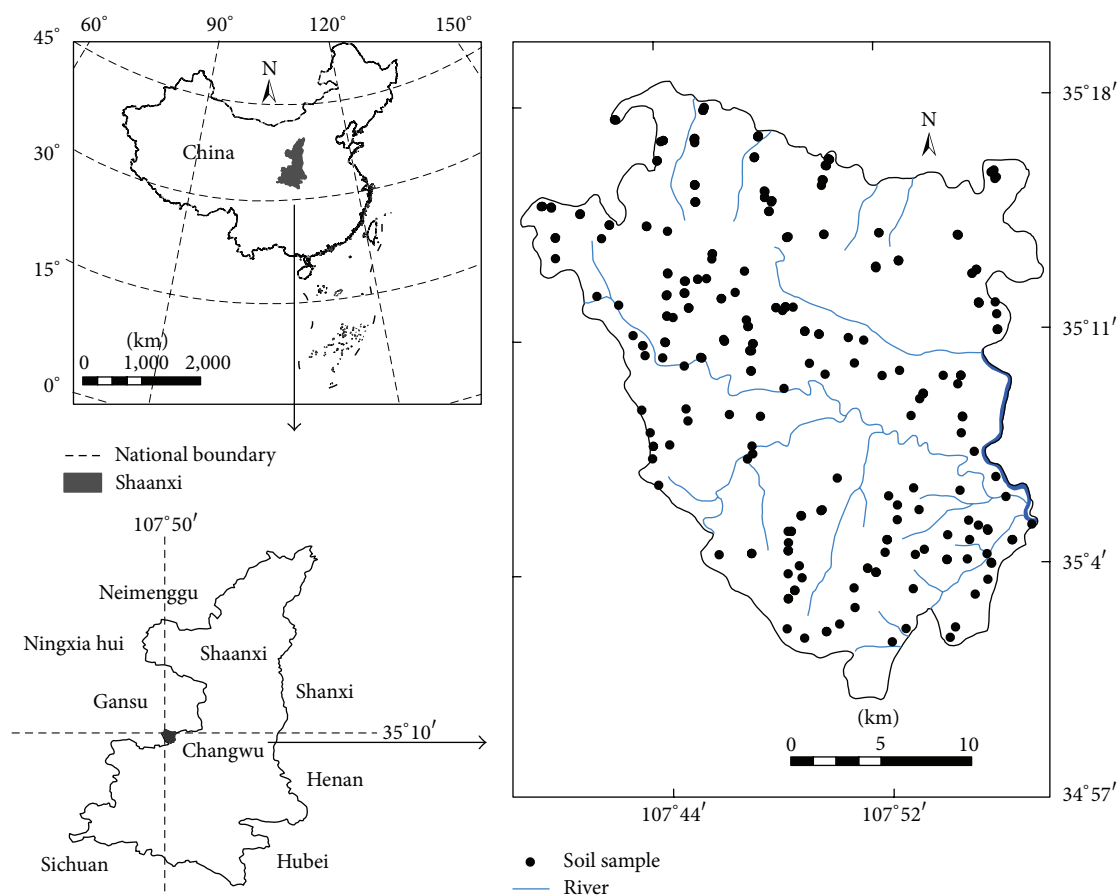 60° 90° 120° 150°
45°
30°
15°
0°
N
China
(km)
0 1,000 2,000
National boundary
Shaanxi
107°50′
Neimenggu
Ningxia hui
Shaanxi
Gansu
Shanxi
35°10′
Changwu
Henan
Sichuan
Hubei
35°18′
N
35°11′
35°4′
(km)
0 5 10
34°57′
107°44′ 107°52′
Soil sample
River